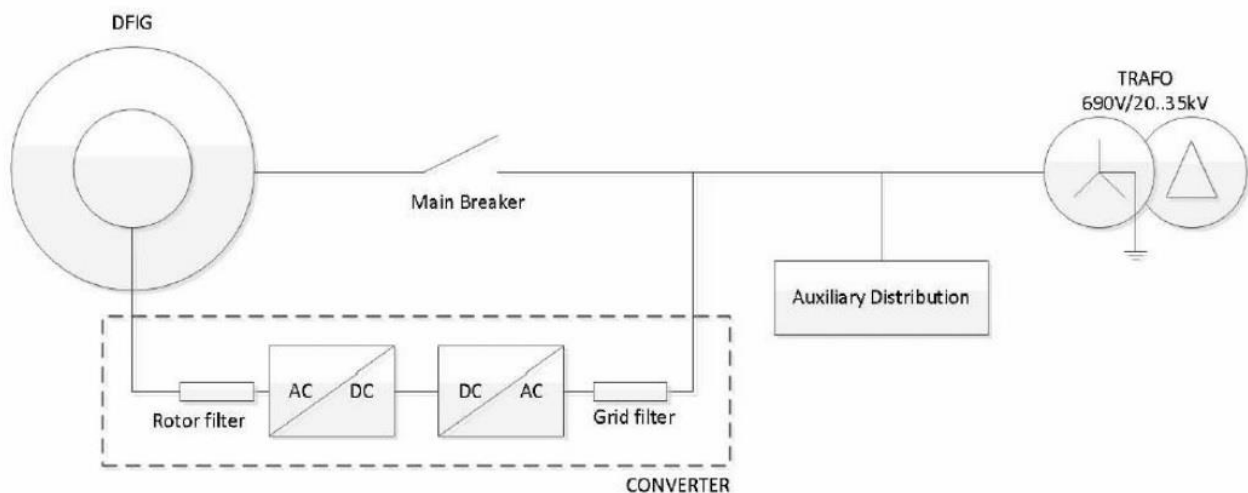 DFIG
TRAFO
690V/20..35kV
Main Breaker
Auxiliary Distribution
AC
DC
DC
AC
Rotor filter
Grid filter
CONVERTER